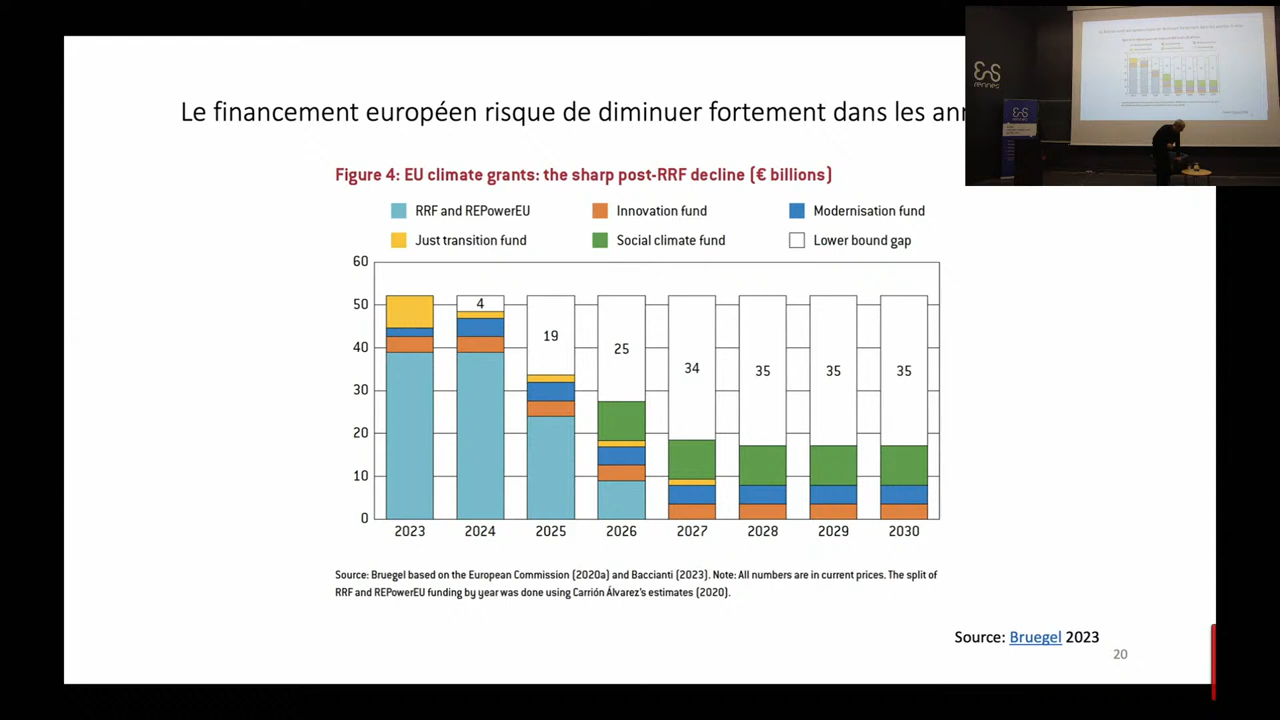 Le financement européen risque de diminuer fortement dans les ann
Figure 4: EU climate grants: the sharp post-RRF decline (€ billions)
RRF and REPowerEU Innovation fund Modernisation fund
Just transition fund Social climate fund Lower bound gap
60
50
40
30
20
10
0
4
19
25
34
35
35
35
2023 2024 2025 2026 2027 2028 2029 2030
Source: Bruegel based on the European Commission (2020a) and Baccianti (2023). Note: All numbers are in current prices. The split of
RRF and REPowerEU funding by year was done using Carrión Álvarez's estimates (2020).
Source: Bruegel 2023
20
rennes